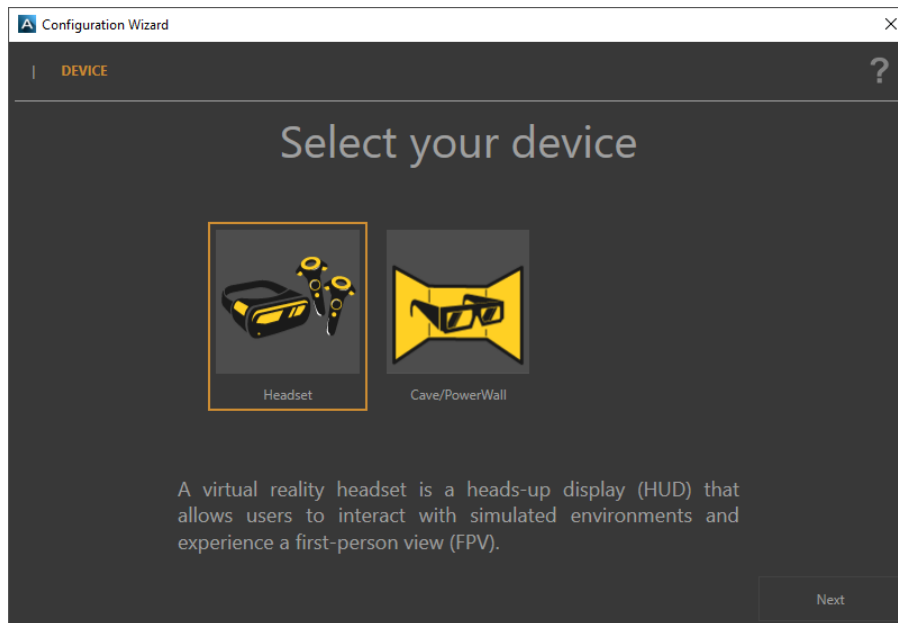 Configuration Wizard
| DEVICE
?
Select your device
Headset
Cave/PowerWall
A virtual reality headset is a heads-up display (HUD) that
allows users to interact with simulated environments and
experience a first-person view (FPV).
Next